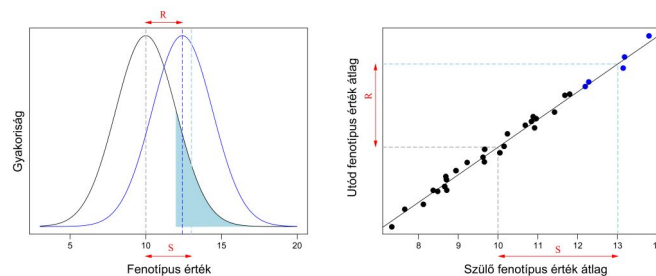 R
Gyakoriság
5
10
15
20
S
Fenotípus érték
Utód fenotípus érték átlag
R
8
9
10
11
12
13
14
S
Szülő fenotípus érték átlag